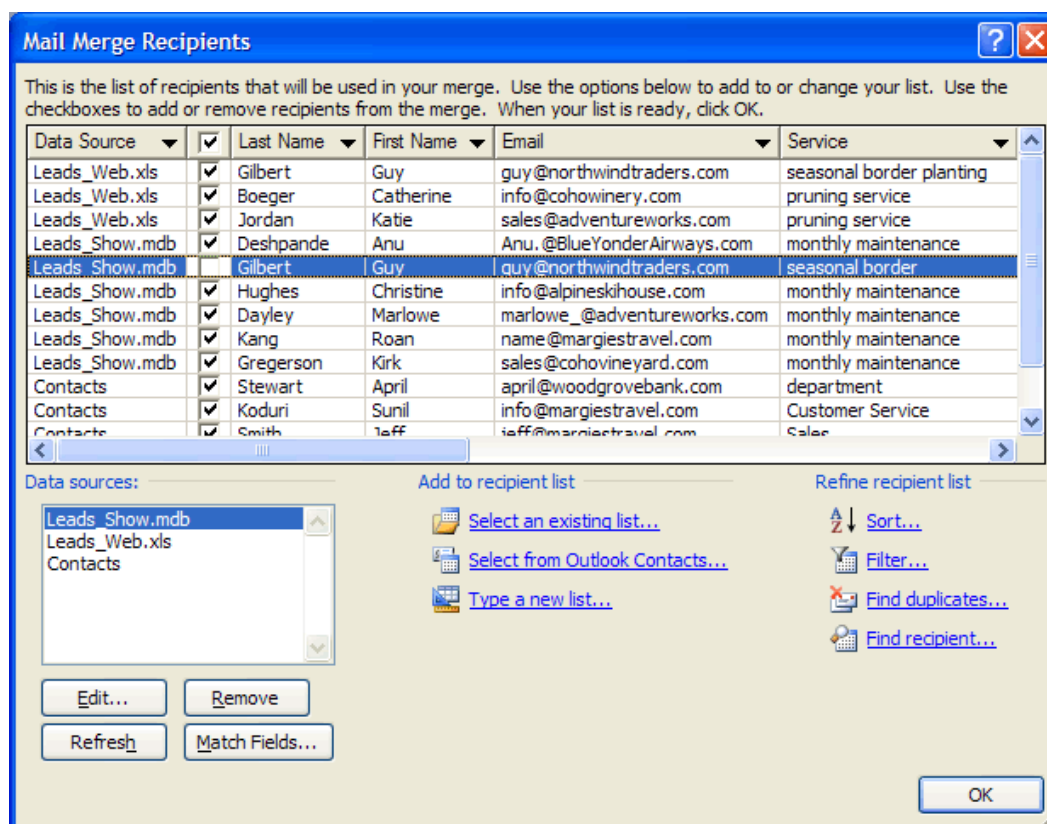 Mail Merge Recipients
This is the list of recipients that will be used in your merge. Use the options below to add to or change your list. Use the
checkboxes to add or remove recipients from the merge. When your list is ready, click OK.
Data Source Last Name First Name Email Service
Leads_Web.xls Gilbert Guy guy@northwindtraders.com seasonal border planting
Leads_Web.xls Boeger Catherine info@cohowinery.com pruning service
Leads_Web.xls Jordan Katie sales@adventureworks.com pruning service
Leads_Show.mdb Deshpande Anu Anu.@BlueYonderAirways.com monthly maintenance
Leads_Show.mdb Gilbert Guy guy@northwindtraders.com seasonal border
Leads_Show.mdb Hughes Christine info@alpineskihouse.com monthly maintenance
Leads_Show.mdb Dayley Marlowe marlowe_@adventureworks.com monthly maintenance
Leads_Show.mdb Kang Roan name@margiestravel.com monthly maintenance
Leads_Show.mdb Gregerson Kirk sales@cohovineyard.com monthly maintenance
Contacts Stewart April april@woodgrovebank.com department
Contacts Koduri Sunil info@margiestravel.com Customer Service
Contacts Smith Jeff jeff@margiestravel.com Sales
Data sources: Add to recipient list Refine recipient list
Leads_Show.mdb Select an existing list... Sort...
Leads_Web.xls
Contacts Select from Outlook Contacts... Filter...
Type a new list... Find duplicates...
Find recipient...
Edit... Remove
Refresh Match Fields...
OK